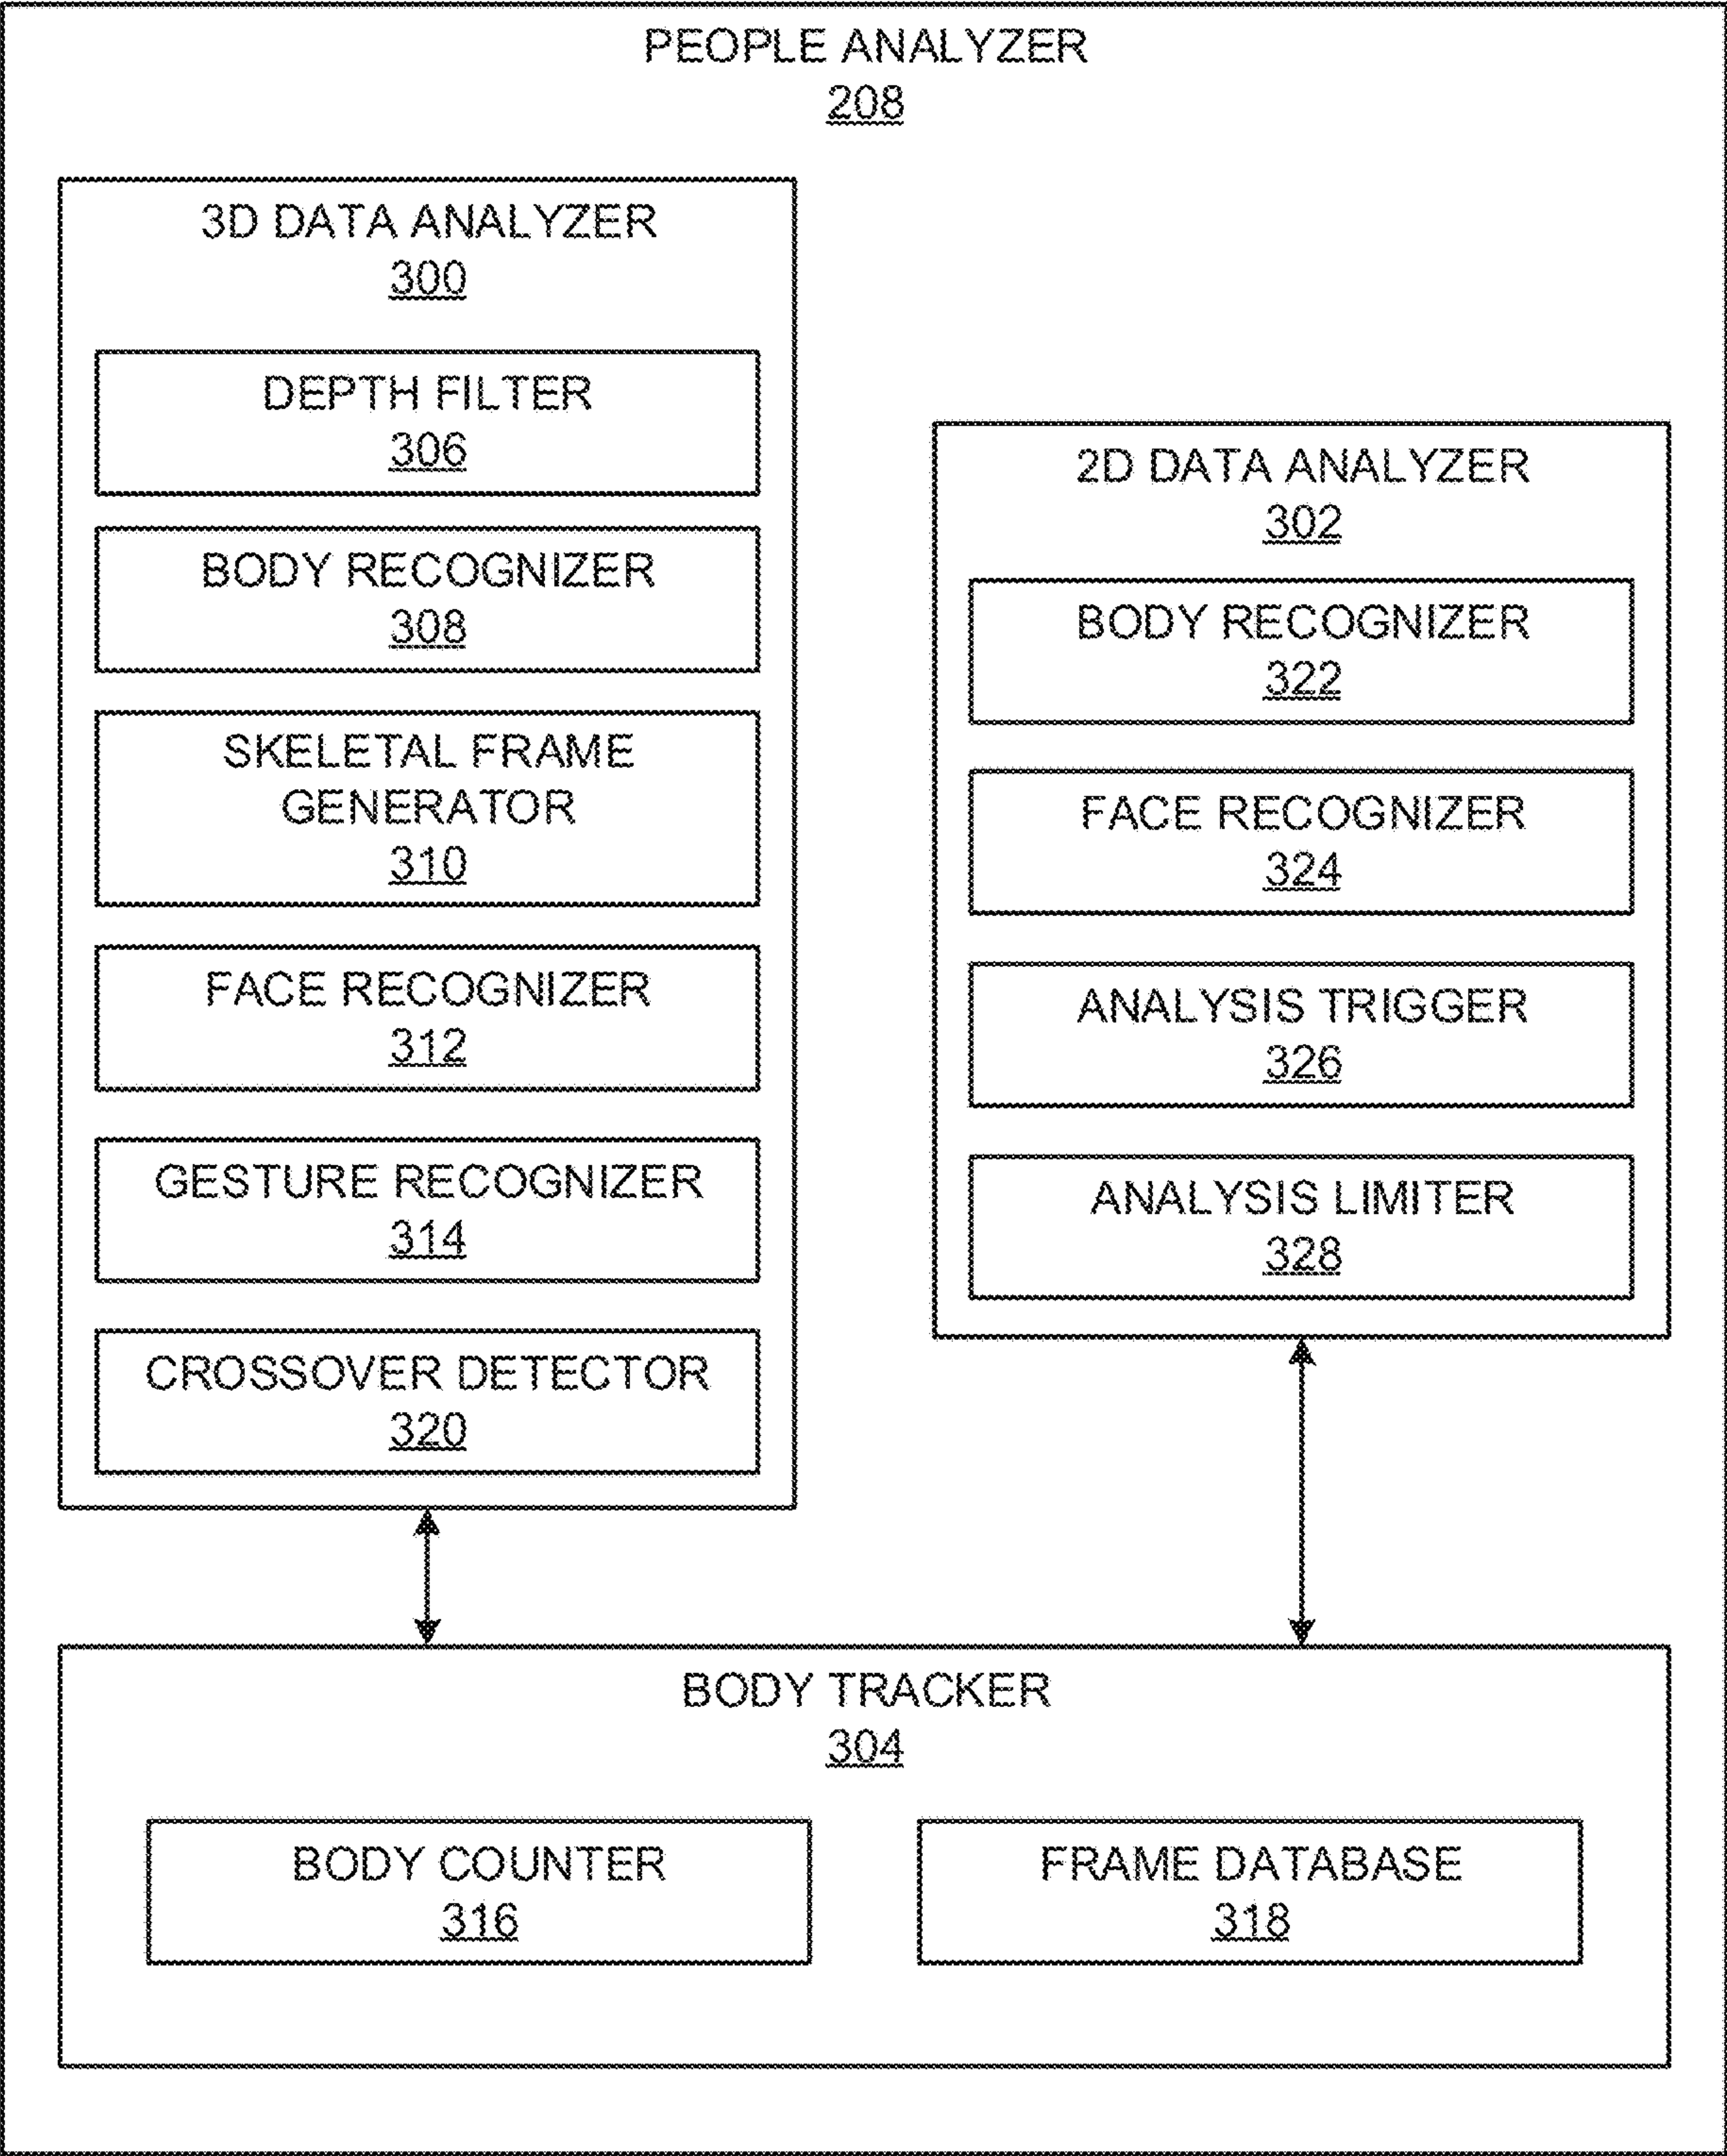 PEOPLE ANALYZER
208
3D DATA ANALYZER
300
DEPTH FILTER
306
BODY RECOGNIZER
308
SKELETAL FRAME
GENERATOR
310
FACE RECOGNIZER
312
GESTURE RECOGNIZER
314
CROSSOVER DETECTOR
320
2D DATA ANALYZER
302
BODY RECOGNIZER
322
FACE RECOGNIZER
324
ANALYSIS TRIGGER
326
ANALYSIS LIMITER
328
BODY TRACKER
304
BODY COUNTER
316
FRAME DATABASE
318